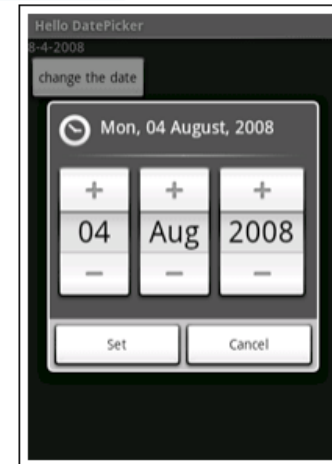 Hello DatePicker
8-4-2008
change the date
Mon, 04 August, 2008
+ + +
04 Aug 2008
− − −
Set Cancel